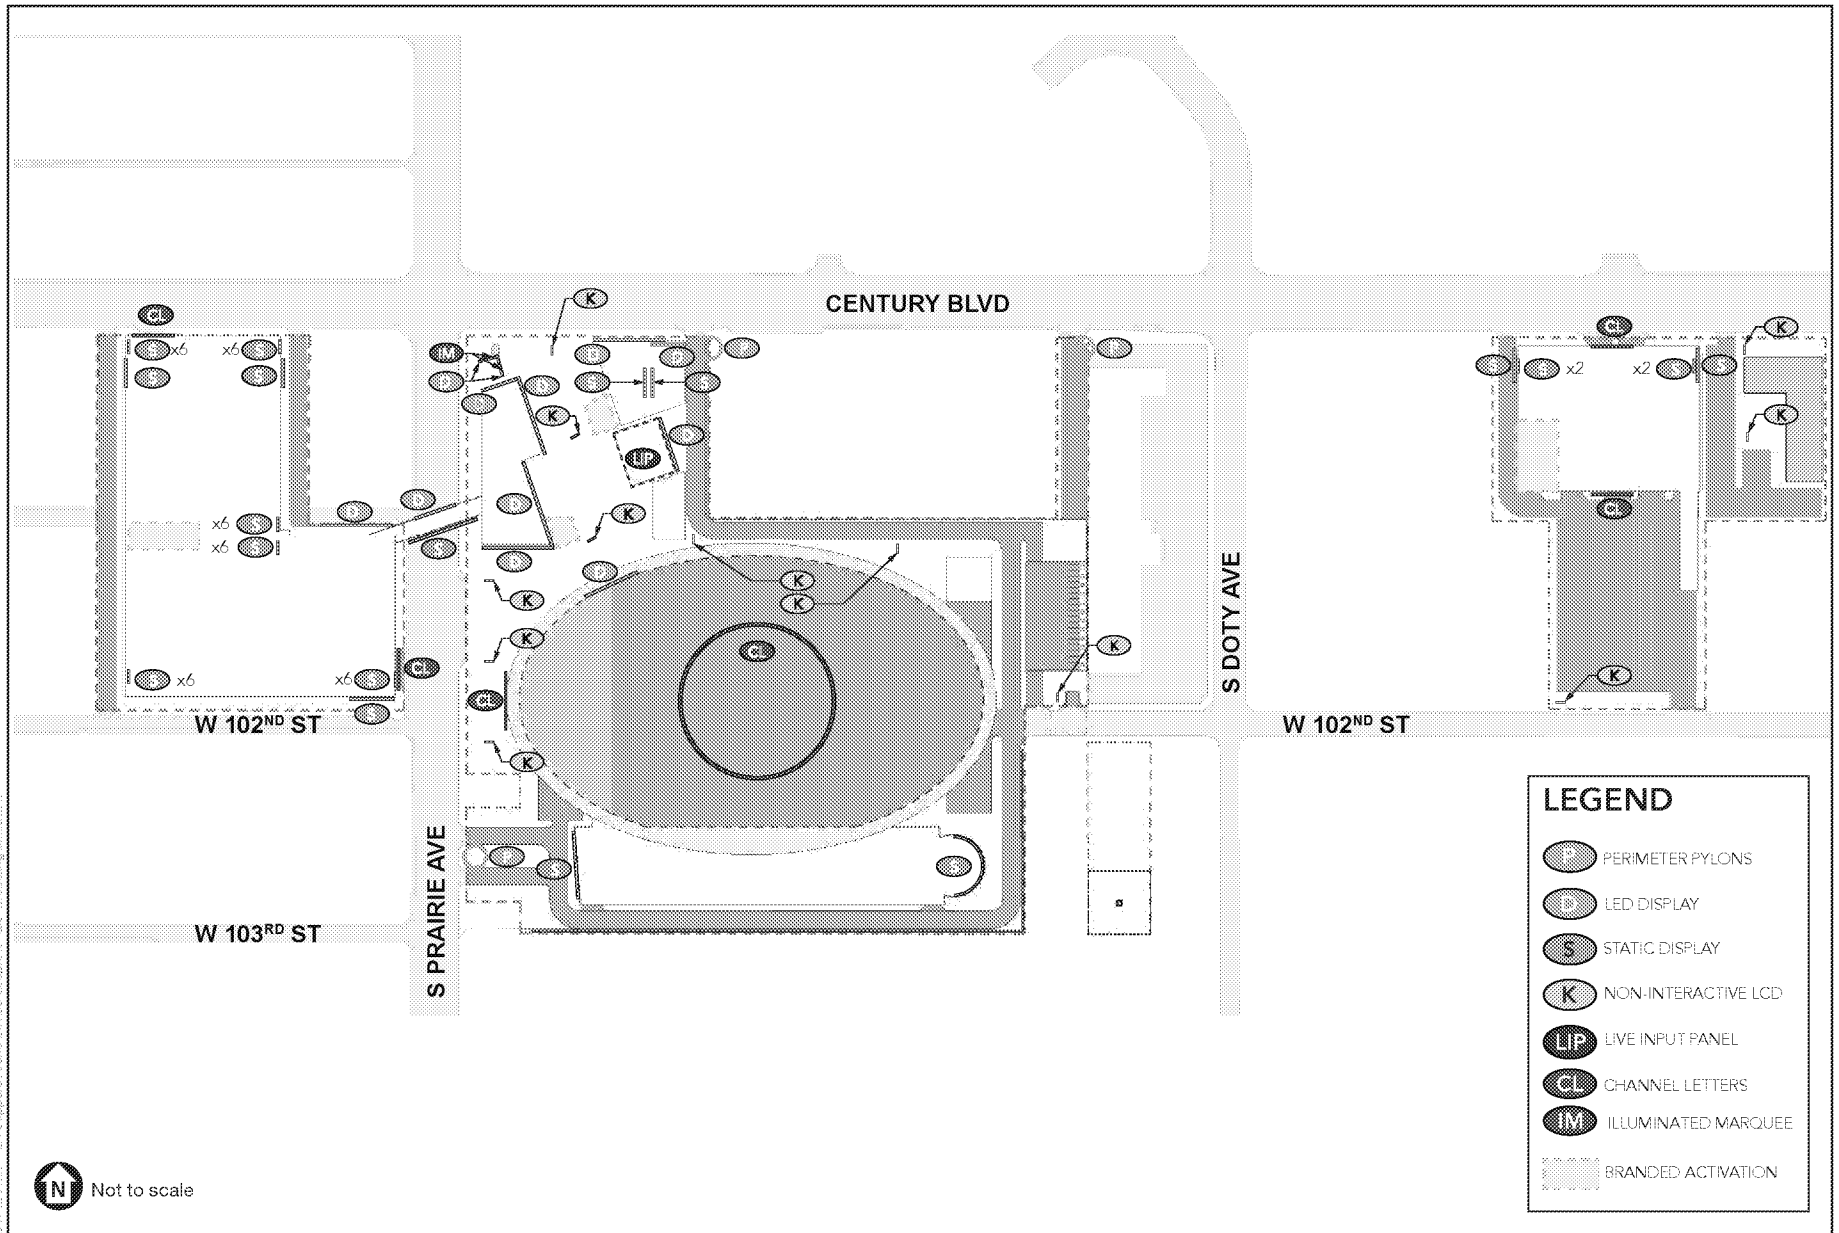 CENTURY BLVD
K
CL
IM
K
CL
K
x6
x6
S
S
S
x2
x2
S
S
S
K
K
LIP
x6
S
K
CL
x6
S
K
K
K
K
CL
K
K
CL
CL
K
S
x6
x6
S
W 102ND ST
W 102ND ST
K
S DOTY AVE
S PRAIRIE AVE
S
S
W 103RD ST
LEGEND
P PERIMETER PYLONS
D LED DISPLAY
S STATIC DISPLAY
K NON-INTERACTIVE LCD
LIP LIVE INPUT PANEL
CL CHANNEL LETTERS
IM ILLUMINATED MARQUEE
BRANDED ACTIVATION
N Not to scale